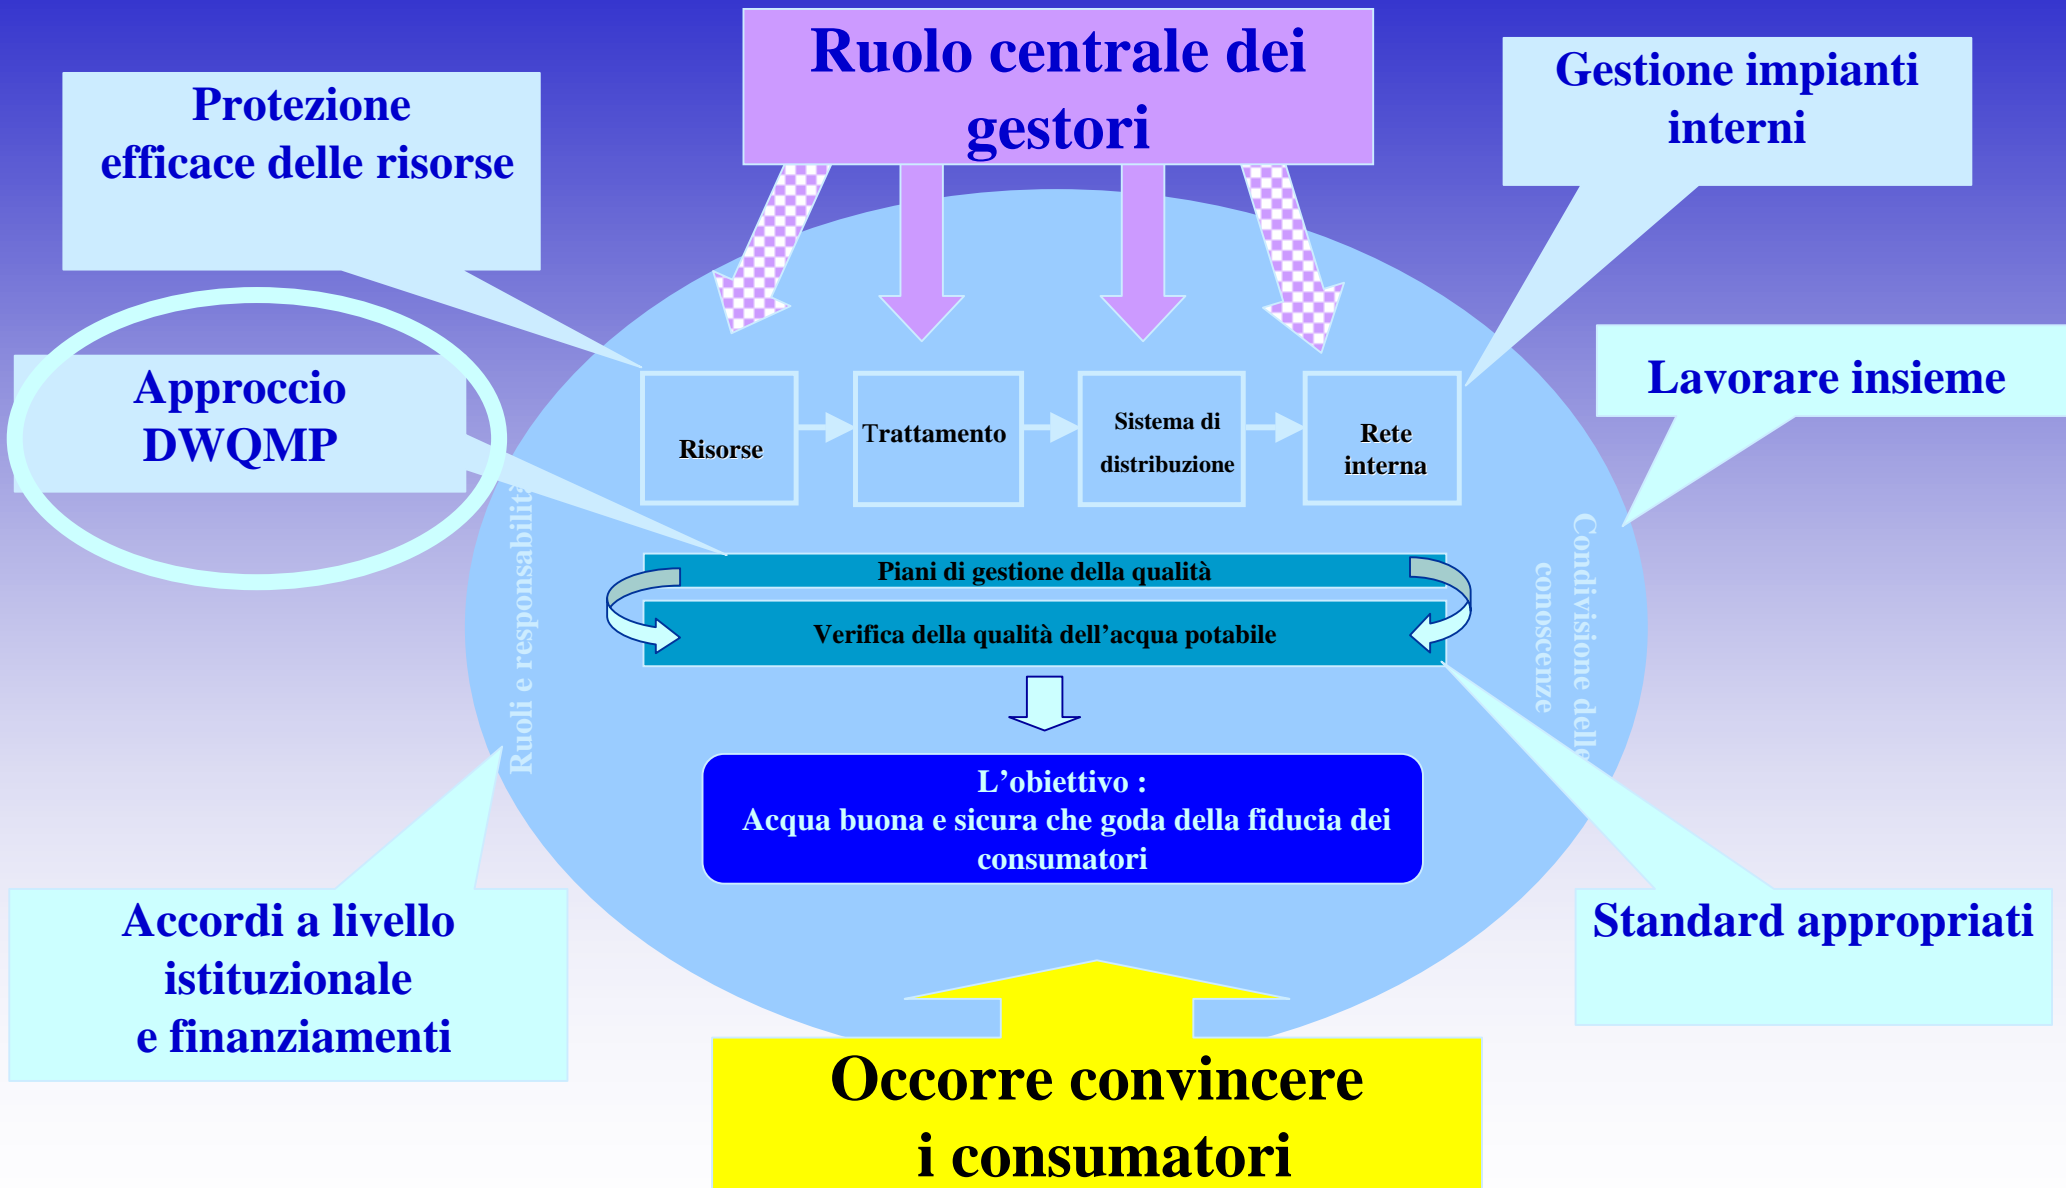 Ruolo centrale dei
gestori
Protezione
efficace delle risorse
Gestione impianti
interni
Approccio
DWQMP
Lavorare insieme
Risorse
Trattamento
Sistema di
distribuzione
Rete
interna
Ruoli e responsabilità
Condivisione delle
conoscenze
Piani di gestione della qualità
Verifica della qualità dell’acqua potabile
L’obiettivo :
Acqua buona e sicura che goda della fiducia dei
consumatori
Accordi a livello
istituzionale
e finanziamenti
Standard appropriati
Occorre convincere
i consumatori